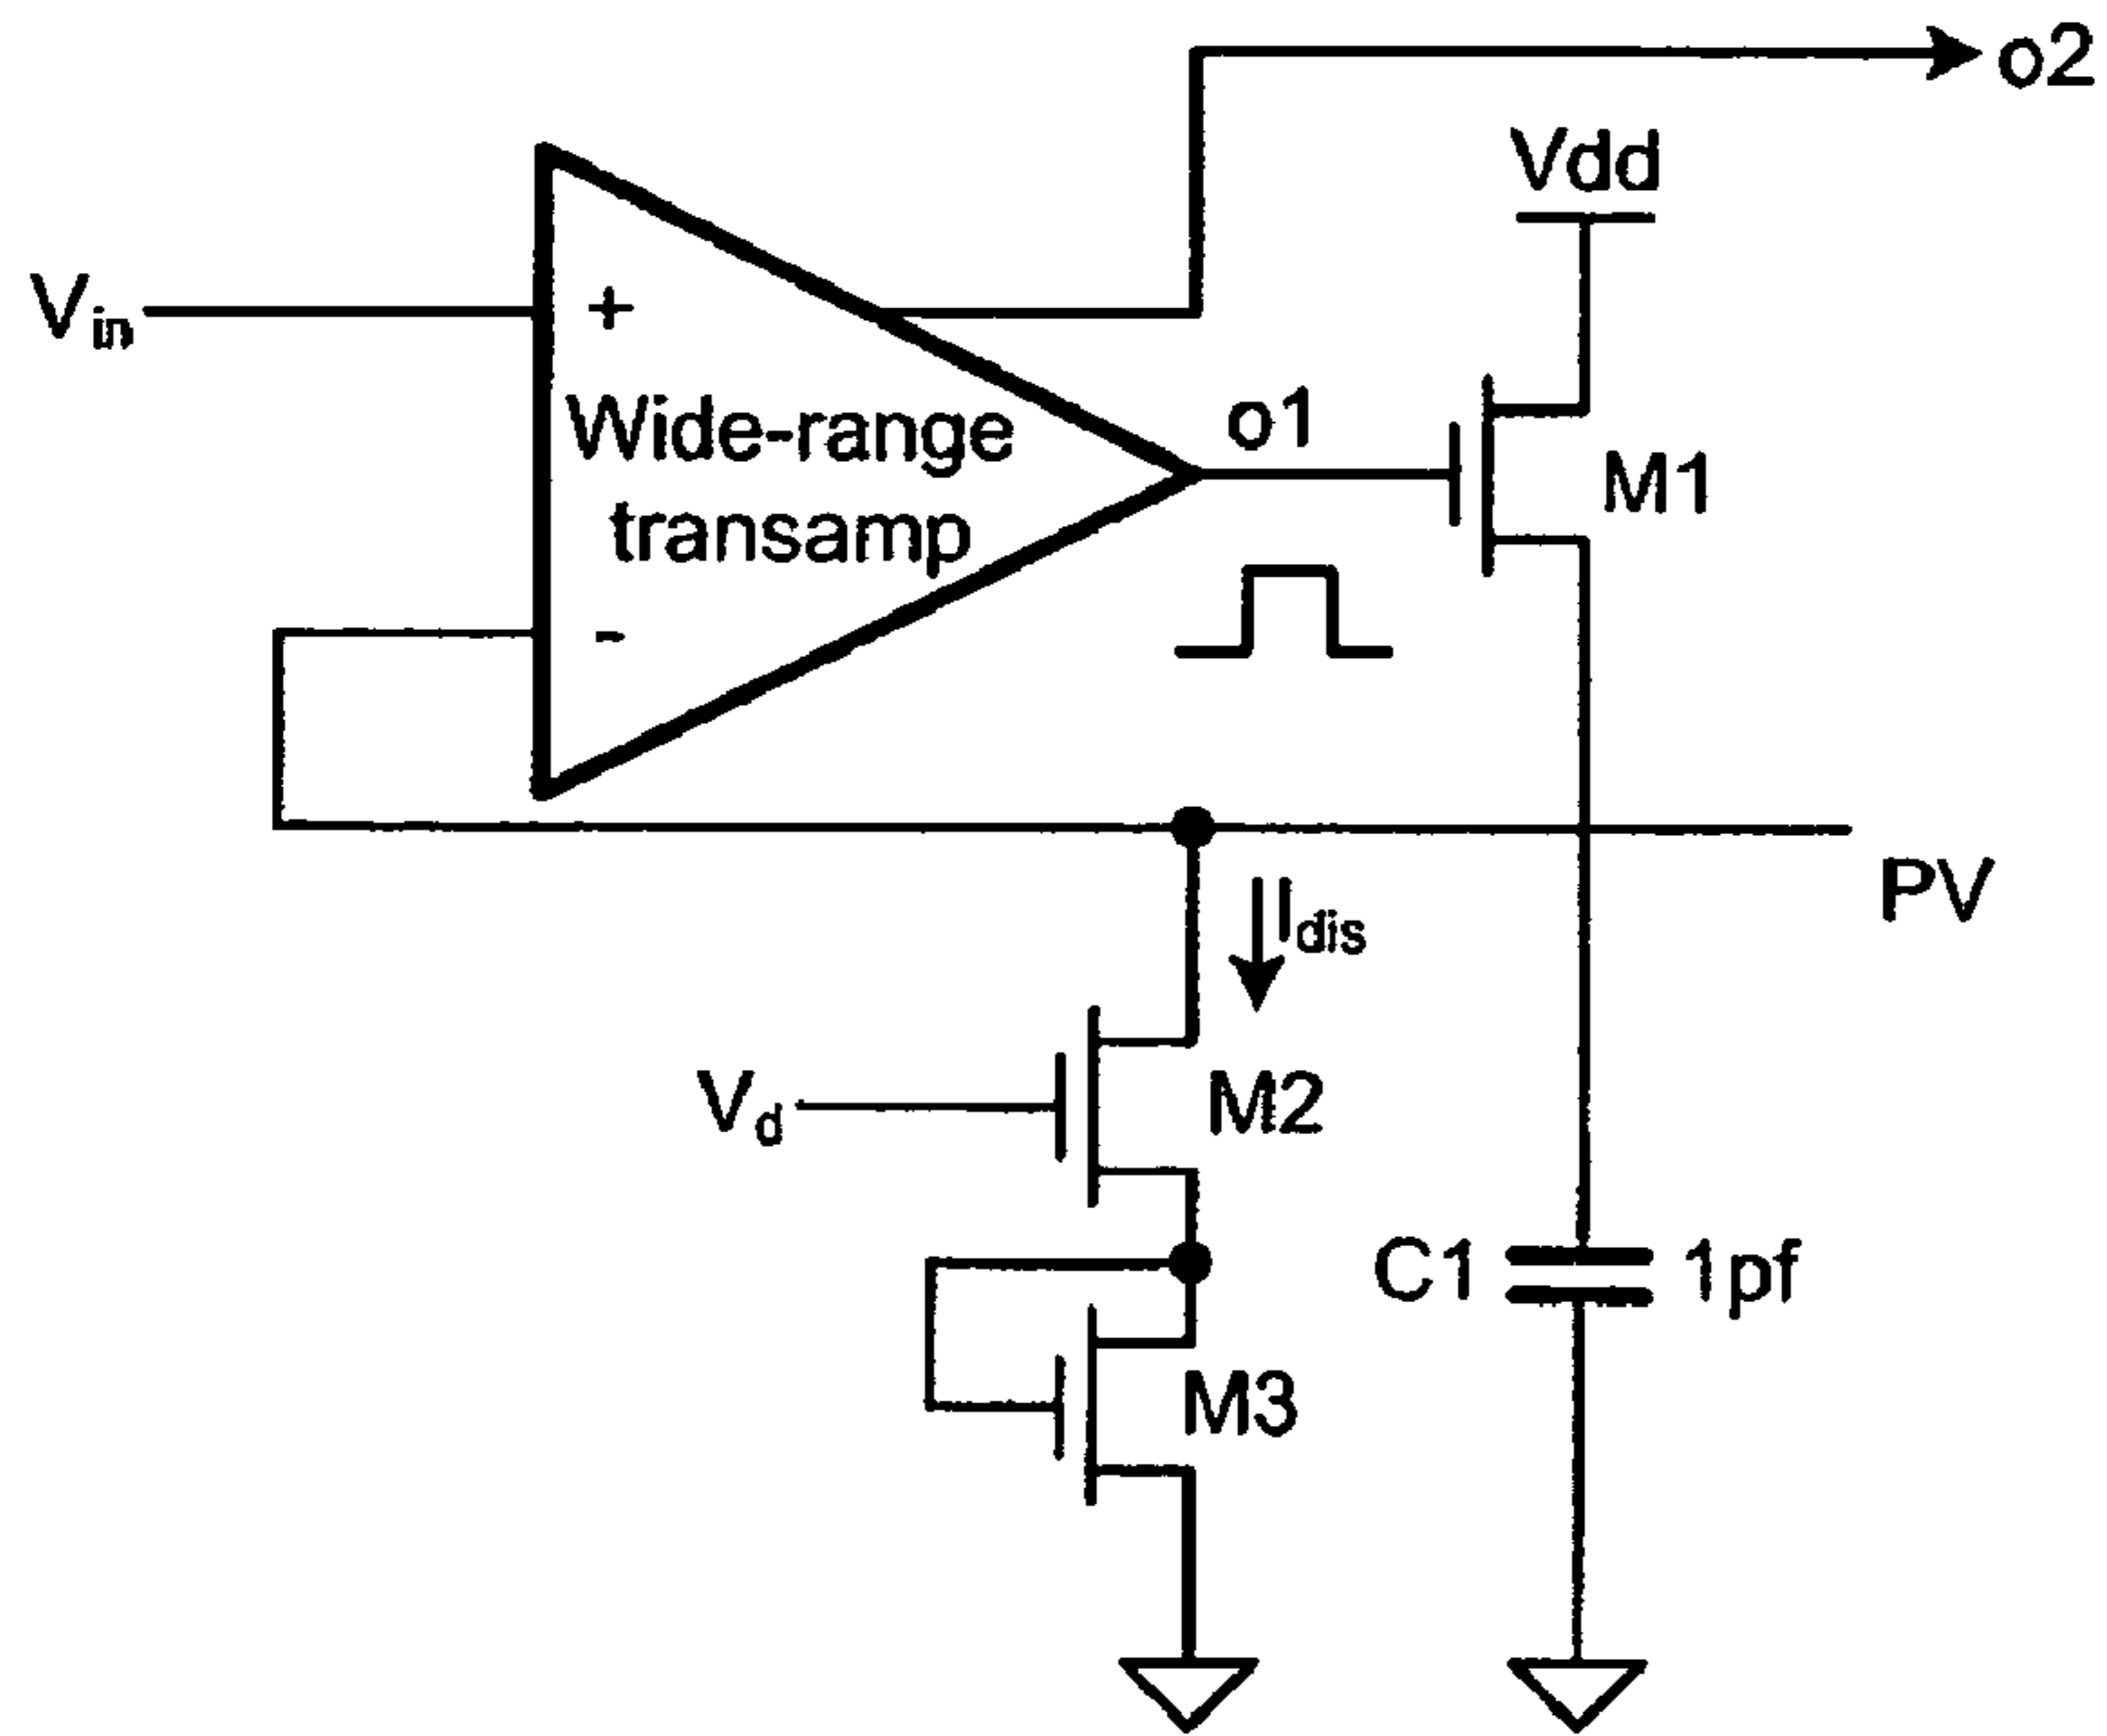 o2
Vdd
Vin
+
Wide-range
transamp
o1
M1
-
PV
Idis
Vd
M2
C1
1pf
M3